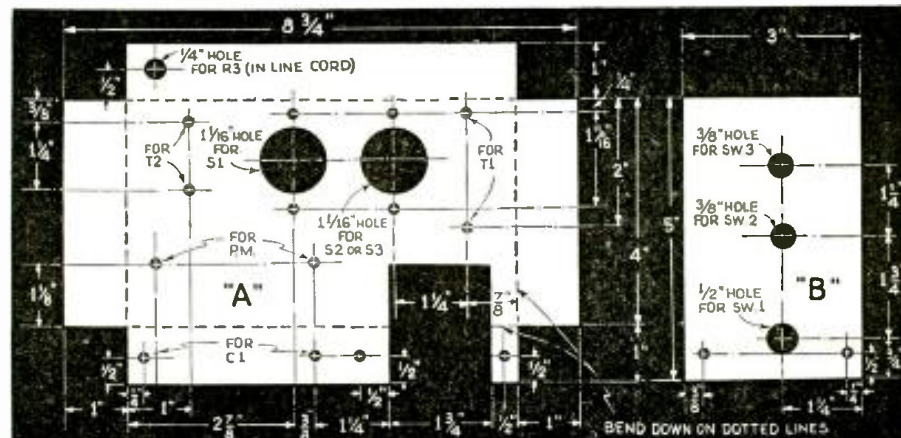 8 3/4"
1/4" HOLE
FOR R3 (IN LINE CORD)
1/2"
3/8"
1 1/4"
FOR
T2
1 1/16" HOLE
FOR
S1
1 1/16" HOLE
FOR
S2 OR S3
FOR
T1
1"
1/4"
1 11/16"
2"
4"
FOR
P.M.
"A"
1 1/8"
1 1/4"
7/8"
FOR
C1
1/2"
1/2"
1/2"
1"
1"
2 7/8"
1 1/4"
1/2"
1 3/4"
1/2"
1"
1"
BEND DOWN ON DOTTED LINES
3"
5"
3/8" HOLE
FOR SW 3
3/8" HOLE
FOR SW 2
"B"
1/2" HOLE
FOR SW 1
1 1/4"
1 3/4"
1/2"
1 1/4"